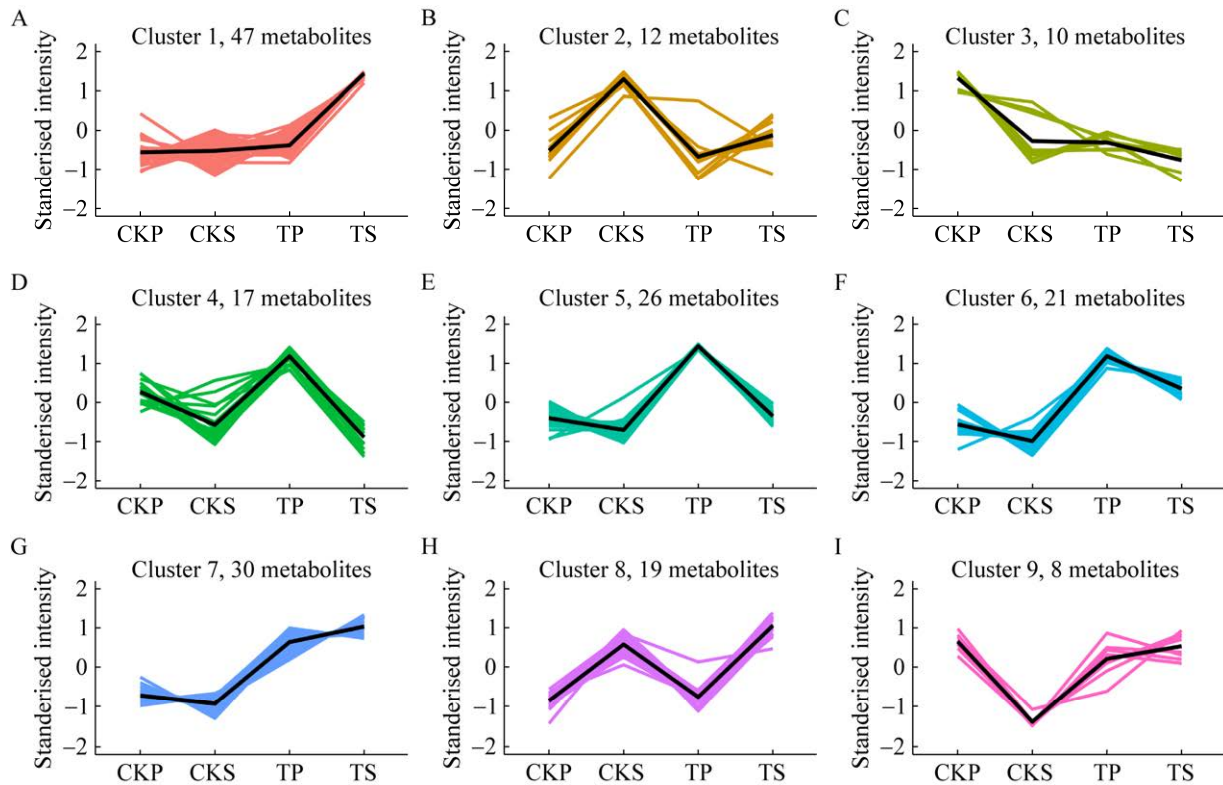 A
Cluster 1, 47 metabolites
Standerised intensity
2
1
0
−1
−2
CKP CKS TP TS
B
Cluster 2, 12 metabolites
Standerised intensity
2
1
0
−1
−2
CKP CKS TP TS
C
Cluster 3, 10 metabolites
Standerised intensity
2
1
0
−1
−2
CKP CKS TP TS
D
Cluster 4, 17 metabolites
Standerised intensity
2
1
0
−1
−2
CKP CKS TP TS
E
Cluster 5, 26 metabolites
Standerised intensity
2
1
0
−1
−2
CKP CKS TP TS
F
Cluster 6, 21 metabolites
Standerised intensity
2
1
0
−1
−2
CKP CKS TP TS
G
Cluster 7, 30 metabolites
Standerised intensity
2
1
0
−1
−2
CKP CKS TP TS
H
Cluster 8, 19 metabolites
Standerised intensity
2
1
0
−1
−2
CKP CKS TP TS
I
Cluster 9, 8 metabolites
Standerised intensity
2
1
0
−1
−2
CKP CKS TP TS